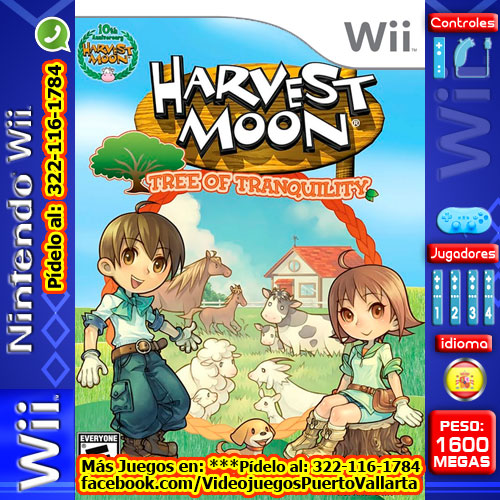 Nintendo Wii
Wii
Pídelo al: 322-116-1784
10th Anniversary
HARVEST MOON
Wii
HARVEST
MOON®
TREE OF TRANQUILITY
EVERYONE
E
Más Juegos en: ***Pídelo al: 322-116-1784
facebook.com/VideojuegosPuertoVallarta
Controles
Wii
Jugadores
1 2 3 4
idioma
PESO:
1600
MEGAS